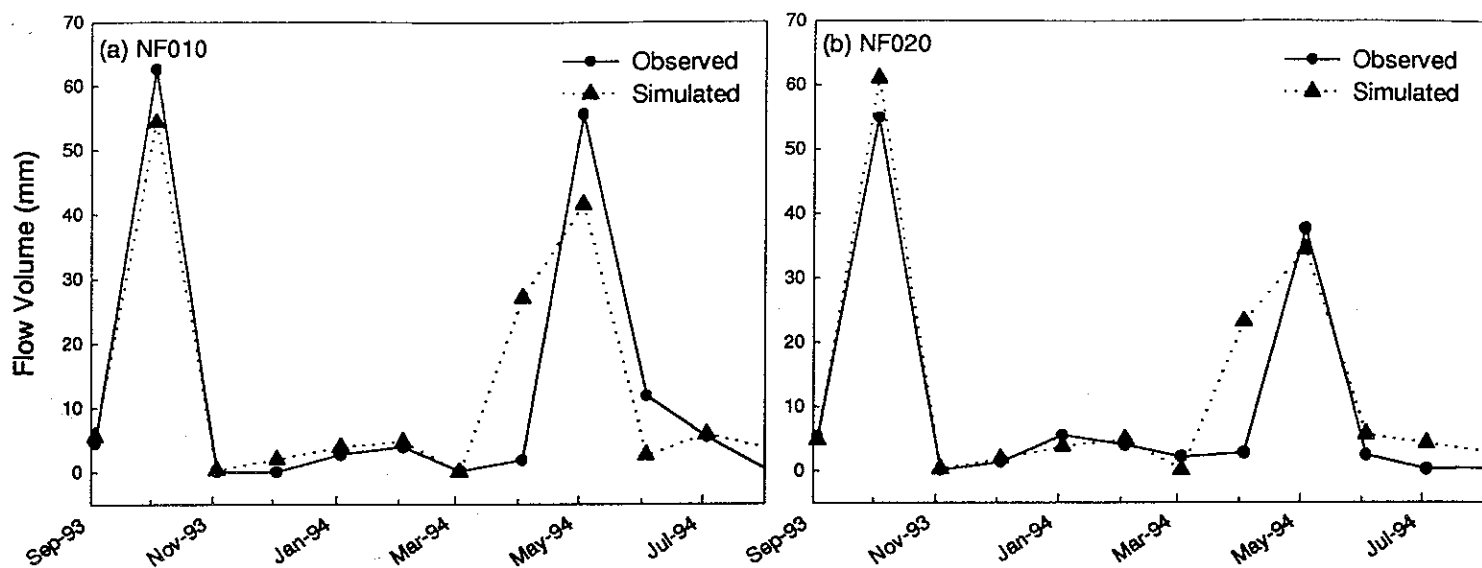 (a) NF010
Observed
Simulated
Flow Volume (mm)
70
60
50
40
30
20
10
0
Sep-93
Nov-93
Jan-94
Mar-94
May-94
Jul-94
(b) NF020
Observed
Simulated
70
60
50
40
30
20
10
0
Sep-93
Nov-93
Jan-94
Mar-94
May-94
Jul-94